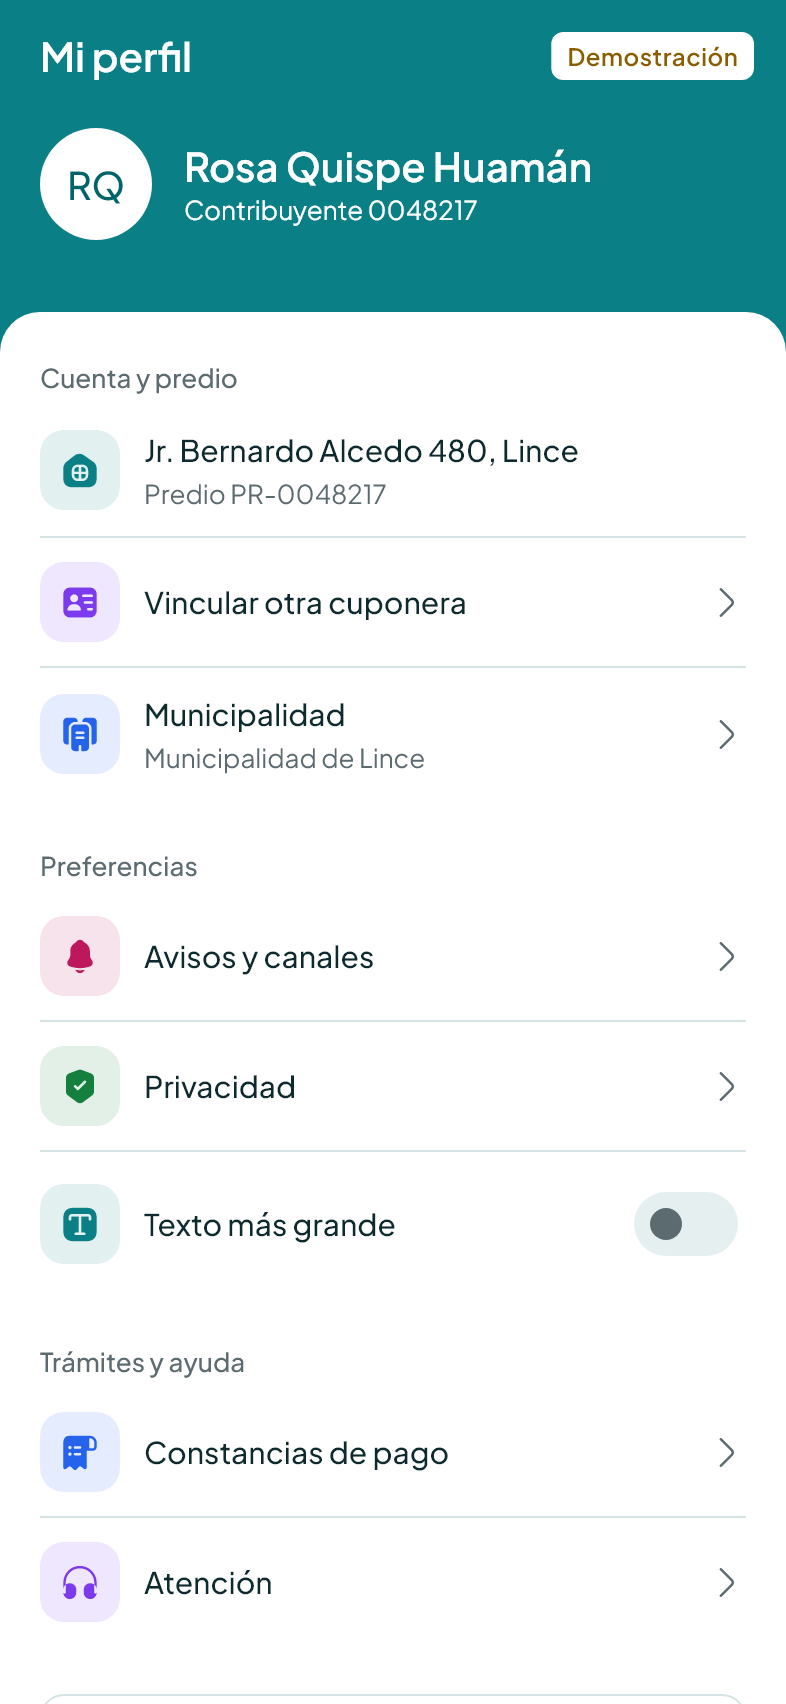 Mi perfil
Demostración
RQ
Rosa Quispe Huamán
Contribuyente 0048217
Cuenta y predio
Jr. Bernardo Alcedo 480, Lince
Predio PR-0048217
Vincular otra cuponera
Municipalidad
Municipalidad de Lince
Preferencias
Avisos y canales
Privacidad
Texto más grande
Trámites y ayuda
Constancias de pago
Atención